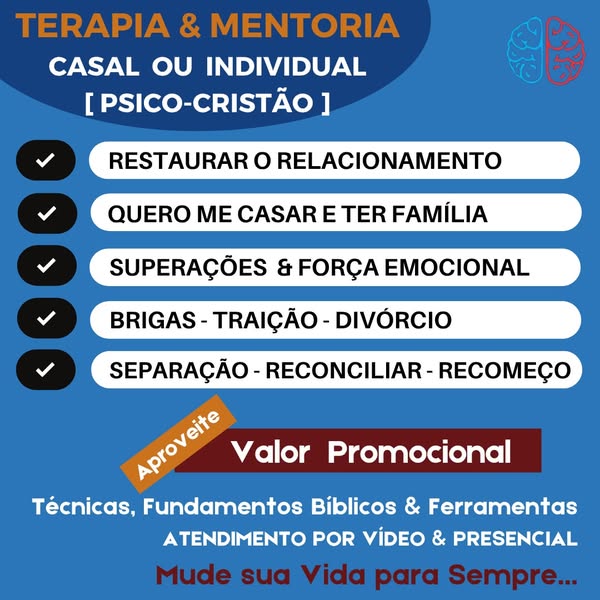 TERAPIA & MENTORIA
CASAL OU INDIVIDUAL
[ PSICO-CRISTÃO ]
RESTAURAR O RELACIONAMENTO
QUERO ME CASAR E TER FAMÍLIA
SUPERAÇÕES & FORÇA EMOCIONAL
BRIGAS - TRAIÇÃO - DIVÓRCIO
SEPARAÇÃO - RECONCILIAR - RECOMEÇO
Aproveite
Valor Promocional
Técnicas, Fundamentos Bíblicos & Ferramentas
ATENDIMENTO POR VÍDEO & PRESENCIAL
Mude sua Vida para Sempre...